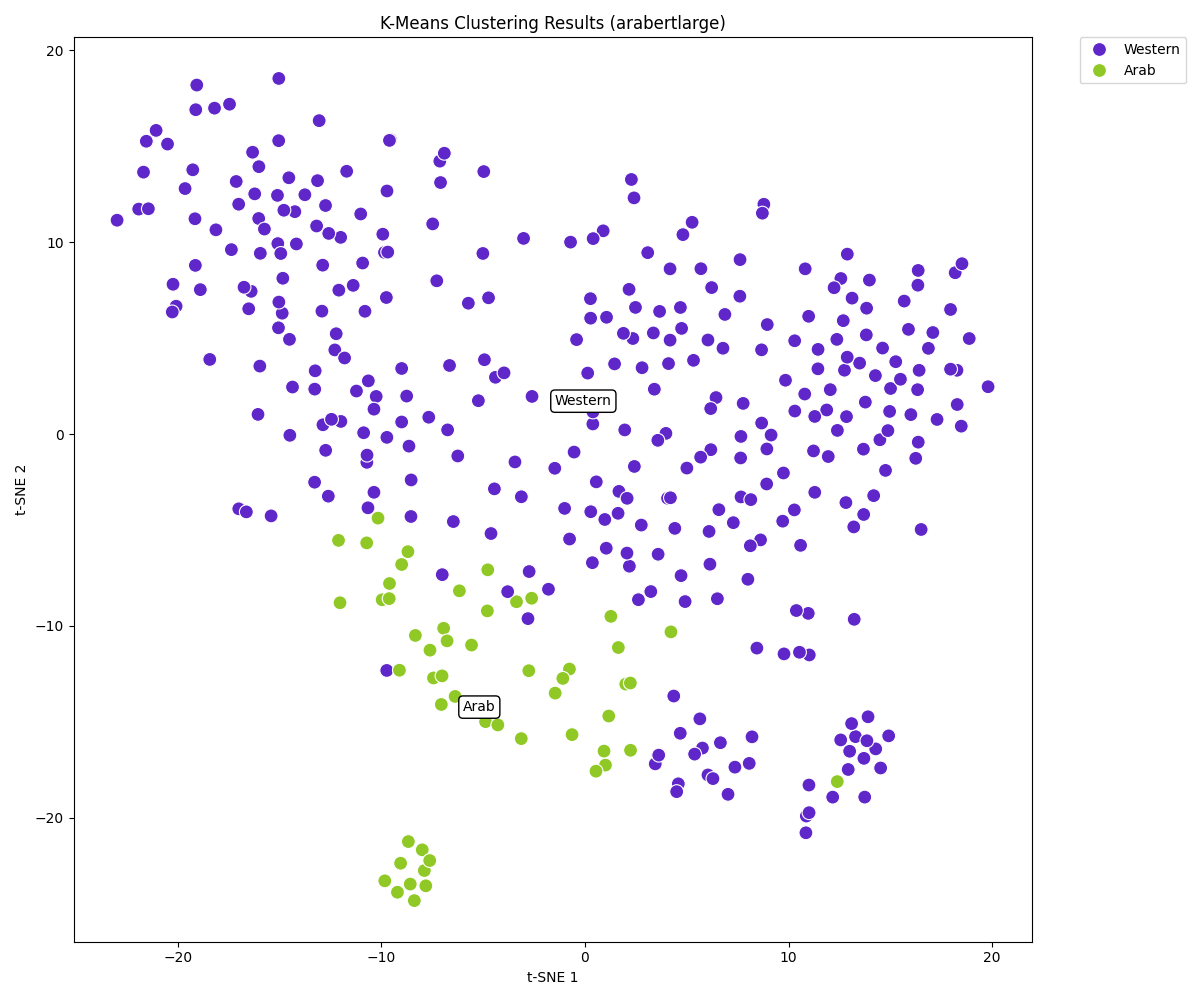 K-Means Clustering Results (arabertlarge)
Western
Arab
20
10
0
−10
−20
t-SNE 2
Western
Arab
−20
−10
0
10
20
t-SNE 1